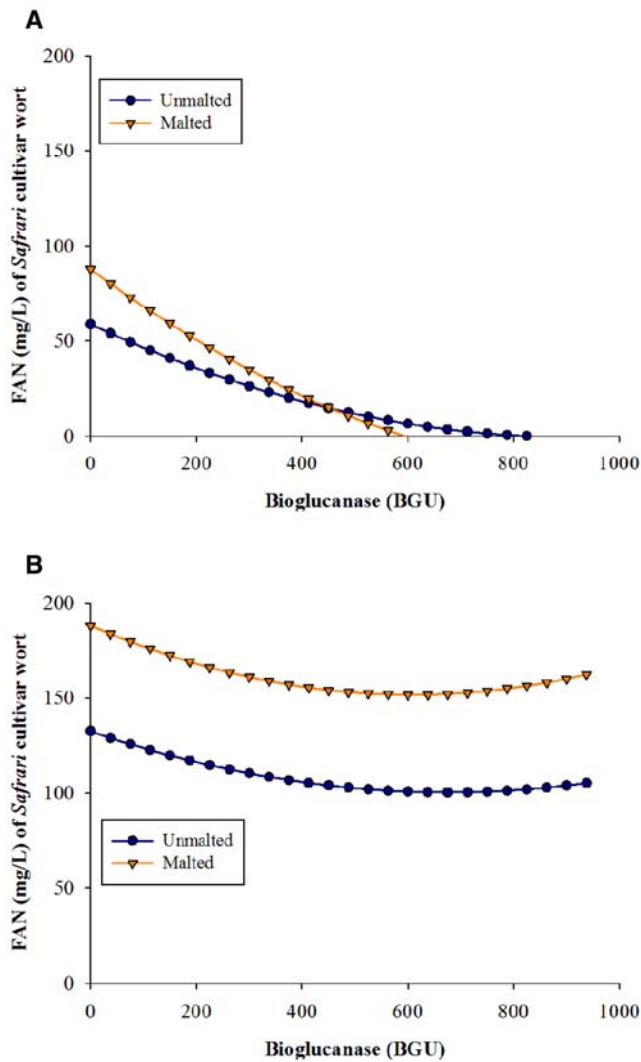 A
200
150
100
50
0
FAN (mg/L) of Safrari cultivar wort
Unmalted
Malted
0 200 400 600 800 1000
Bioglucanase (BGU)
B
200
150
100
50
0
FAN (mg/L) of Safrari cultivar wort
Unmalted
Malted
0 200 400 600 800 1000
Bioglucanase (BGU)